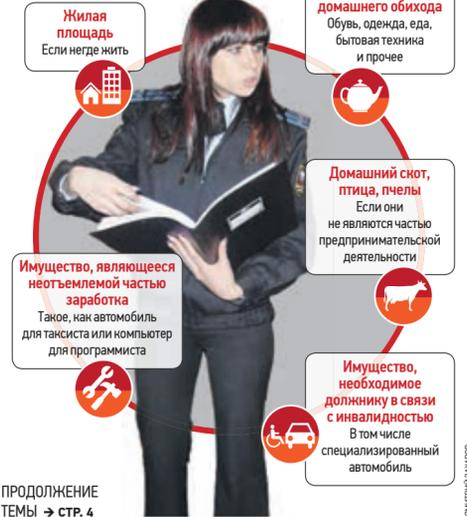 Жилая
площадь
Если негде жить
домашнего обихода
Обувь, одежда, еда,
бытовая техника
и прочее
Домашний скот,
птица, пчелы
Если они
не являются частью
предпринимательской
деятельности
Имущество, являющееся
неотъемлемой частью
заработка
Такое, как автомобиль
для таксиста или компьютер
для программиста
Имущество,
необходимое
должнику в связи
с инвалидностью
В том числе
специализированный
автомобиль
ПРОДОЛЖЕНИЕ
ТЕМЫ → СТР. 4